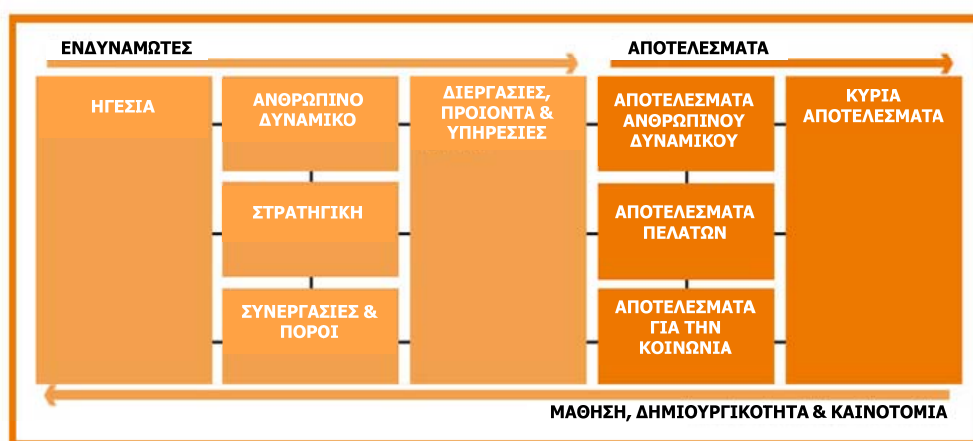 ΕΝΔΥΝΑΜΩΤΕΣ
ΑΠΟΤΕΛΕΣΜΑΤΑ
ΗΓΕΣΙΑ
ΑΝΘΡΩΠΙΝΟ
ΔΥΝΑΜΙΚΟ
ΣΤΡΑΤΗΓΙΚΗ
ΣΥΝΕΡΓΑΣΙΕΣ &
ΠΟΡΟΙ
ΔΙΕΡΓΑΣΙΕΣ,
ΠΡΟΙΟΝΤΑ &
ΥΠΗΡΕΣΙΕΣ
ΑΠΟΤΕΛΕΣΜΑΤΑ
ΑΝΘΡΩΠΙΝΟΥ
ΔΥΝΑΜΙΚΟΥ
ΑΠΟΤΕΛΕΣΜΑΤΑ
ΠΕΛΑΤΩΝ
ΑΠΟΤΕΛΕΣΜΑΤΑ
ΓΙΑ ΤΗΝ
ΚΟΙΝΩΝΙΑ
ΚΥΡΙΑ
ΑΠΟΤΕΛΕΣΜΑΤΑ
ΜΑΘΗΣΗ, ΔΗΜΙΟΥΡΓΙΚΟΤΗΤΑ & ΚΑΙΝΟΤΟΜΙΑ